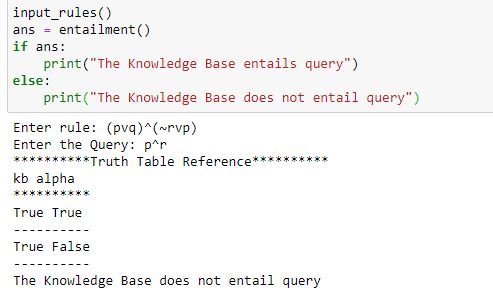 input_rules()
ans = entailment()
if ans:
    print("The Knowledge Base entails query")
else:
    print("The Knowledge Base does not entail query")
Enter rule: (pvq)^(~rvp)
Enter the Query: p^r
**********Truth Table Reference**********
kb alpha
**********
True True
----------
True False
----------
The Knowledge Base does not entail query